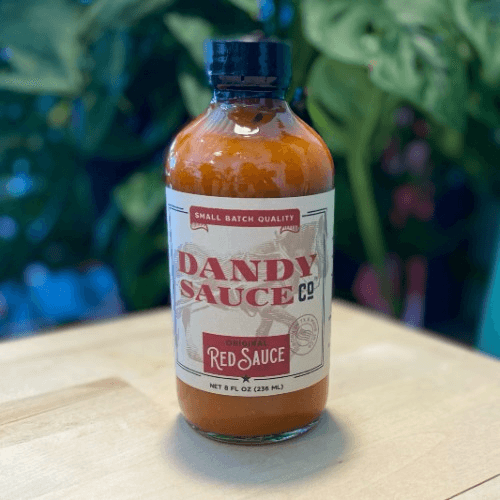 SMALL BATCH QUALITY
DANDY
SAUCE CO
ORIGINAL
RED SAUCE
NET 8 FL OZ (236 ML)